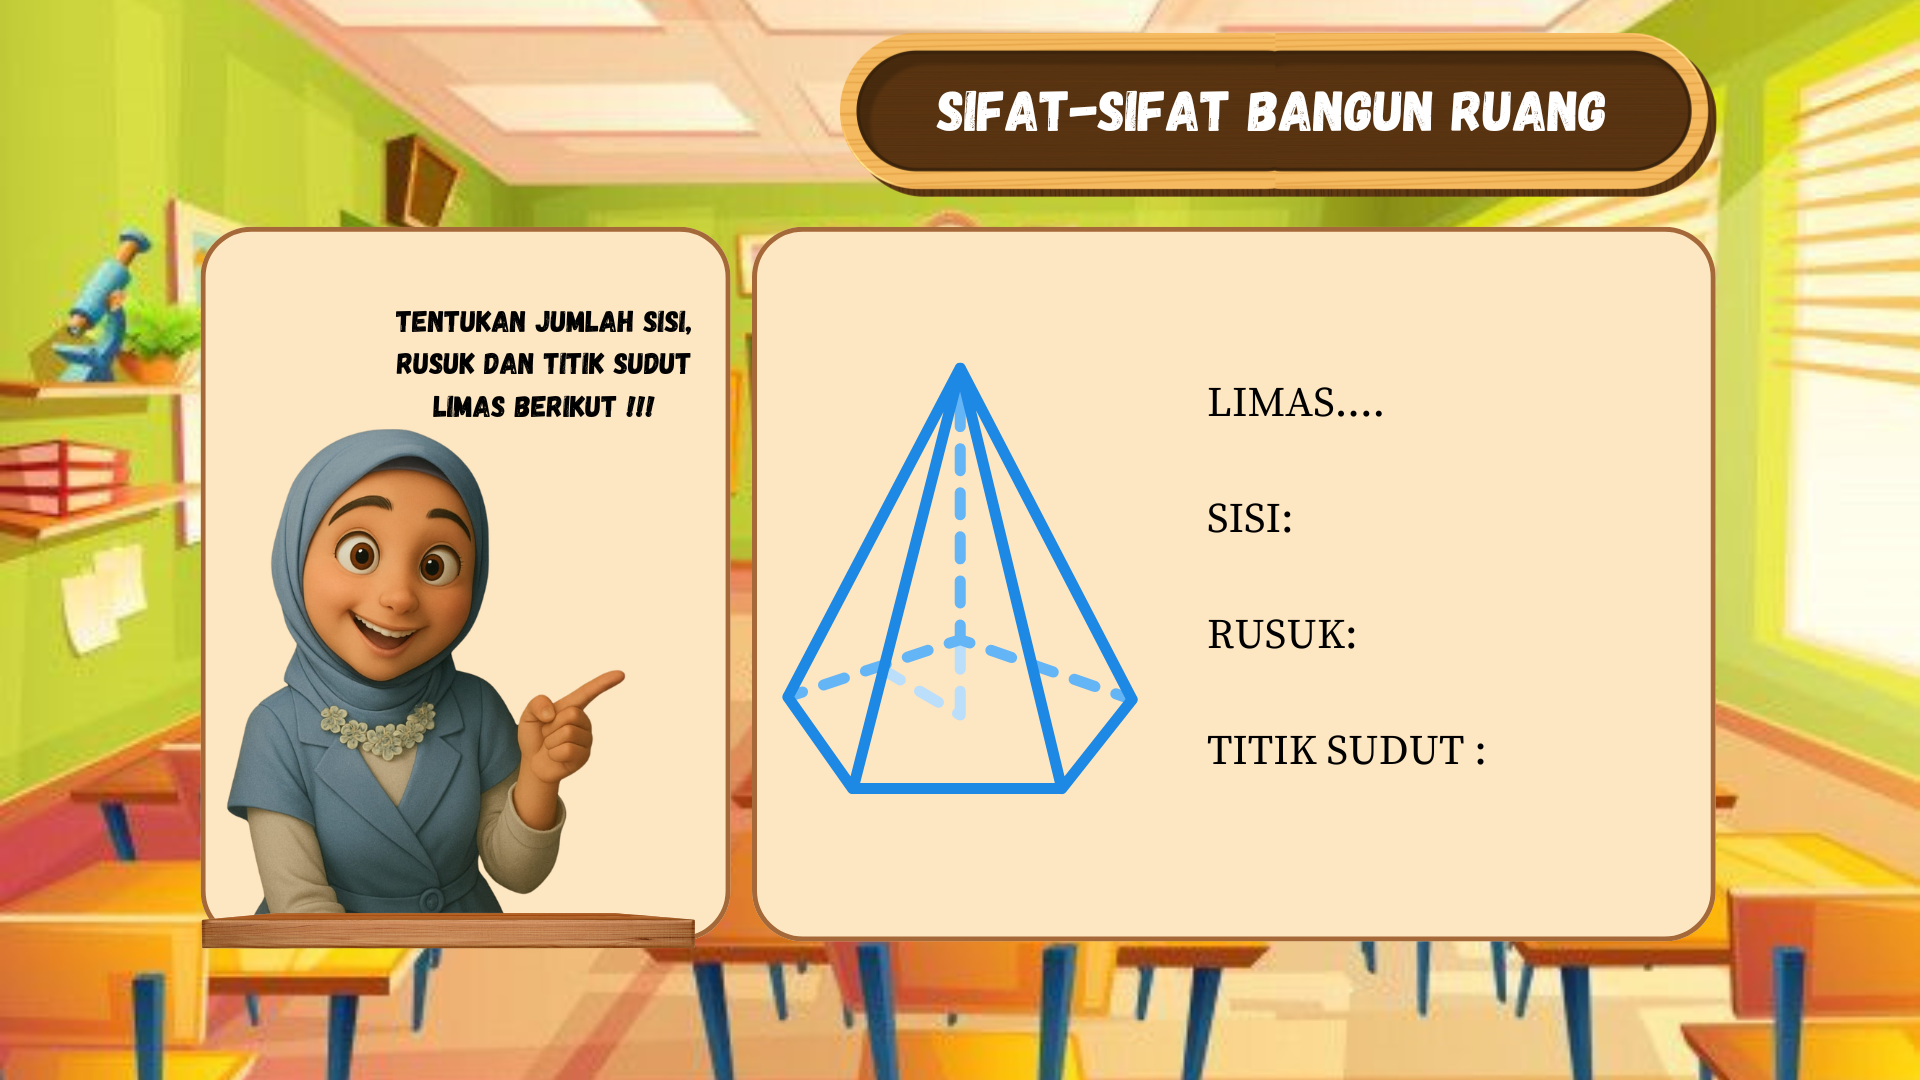 SIFAT-SIFAT BANGUN RUANG
TENTUKAN JUMLAH SISI,
RUSUK DAN TITIK SUDUT
LIMAS BERIKUT !!!
LIMAS....
SISI:
RUSUK:
TITIK SUDUT :